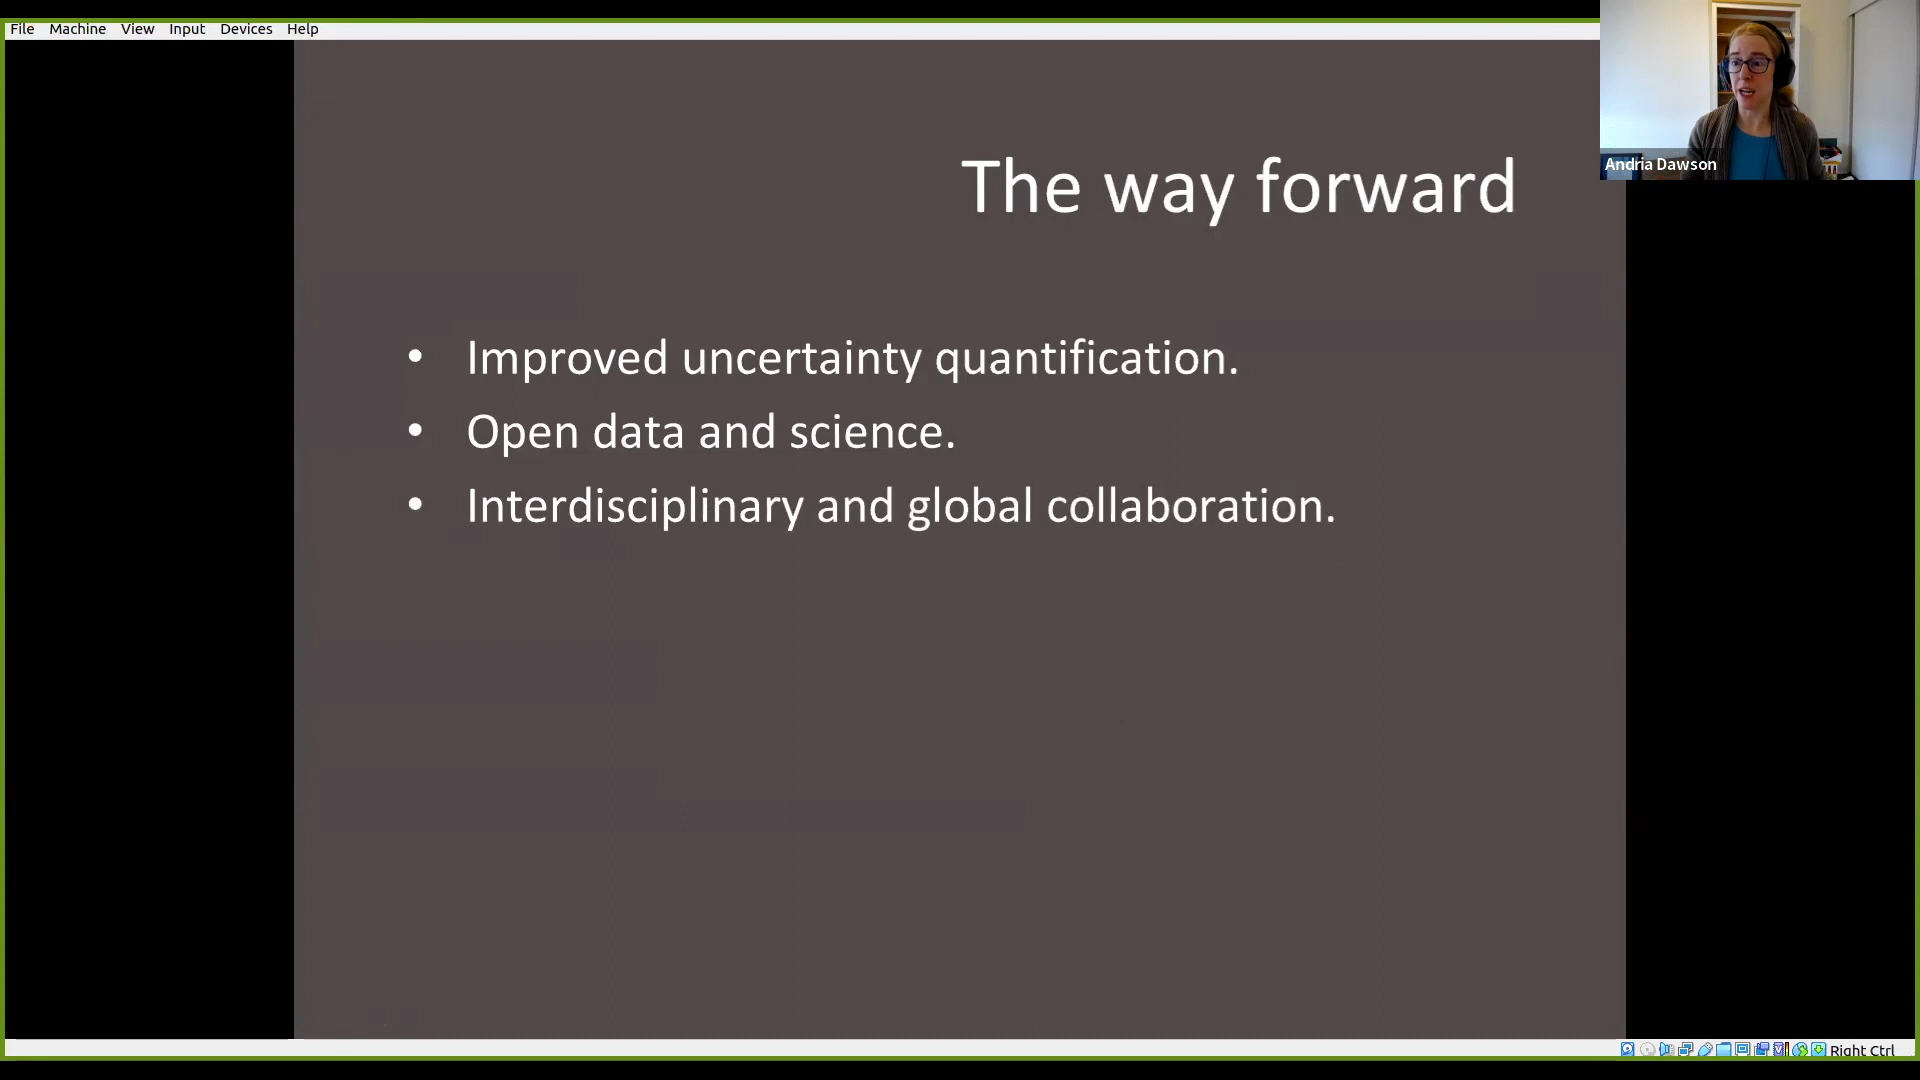 File Machine View Input Devices Help
Andria Dawson
The way forward
• Improved uncertainty quantification.
• Open data and science.
• Interdisciplinary and global collaboration.
Right Ctrl